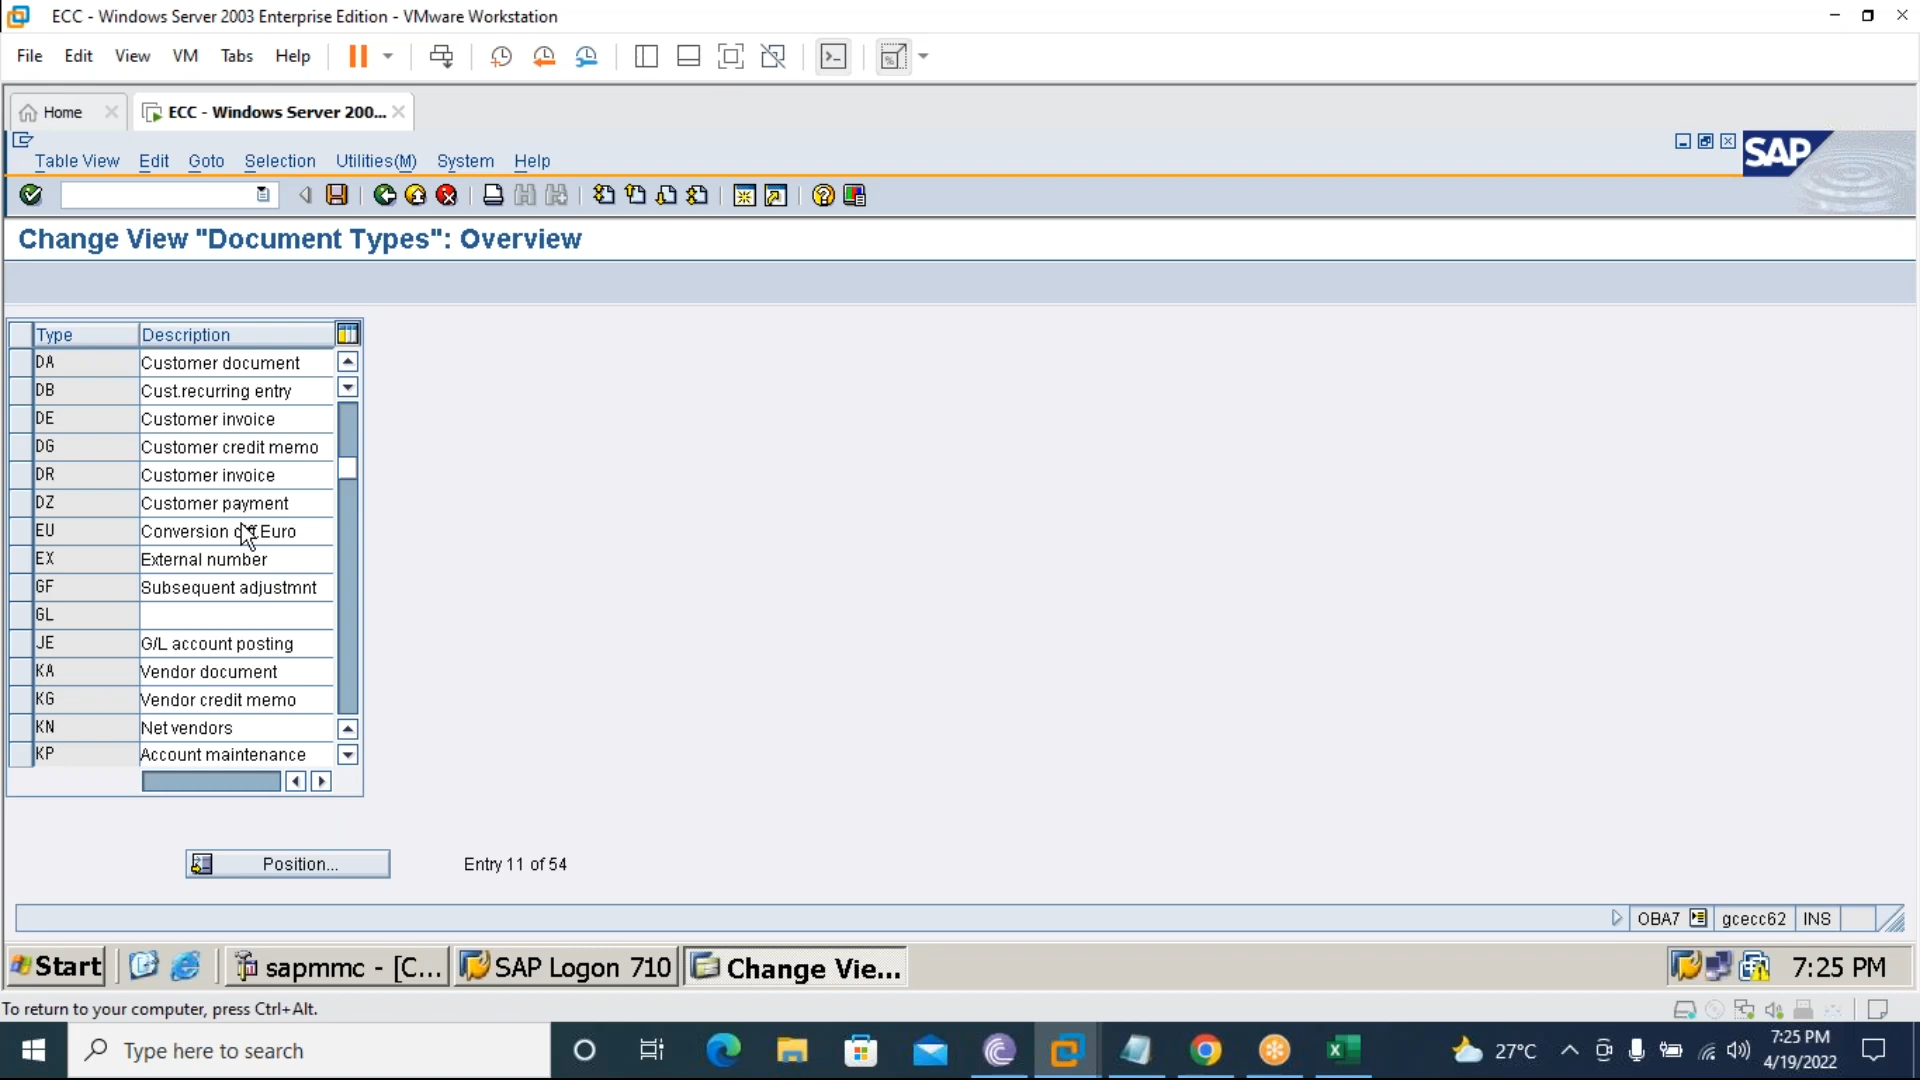 ECC - Windows Server 2003 Enterprise Edition - VMware Workstation
File Edit View VM Tabs Help
Home ECC - Windows Server 200...
Table View Edit Goto Selection Utilities(M) System Help
SAP
Change View "Document Types": Overview
Type Description
DA Customer document
DB Cust.recurring entry
DE Customer invoice
DG Customer credit memo
DR Customer invoice
DZ Customer payment
EU Conversion diff Euro
EX External number
GF Subsequent adjustmnt
GL
JE G/L account posting
KA Vendor document
KG Vendor credit memo
KN Net vendors
KP Account maintenance
Position... Entry 11 of 54
OBA7 gcecc62 INS
Start sapmmc - [C... SAP Logon 710 Change Vie... 7:25 PM
To return to your computer, press Ctrl+Alt.
Type here to search 27°C 7:25 PM
4/19/2022